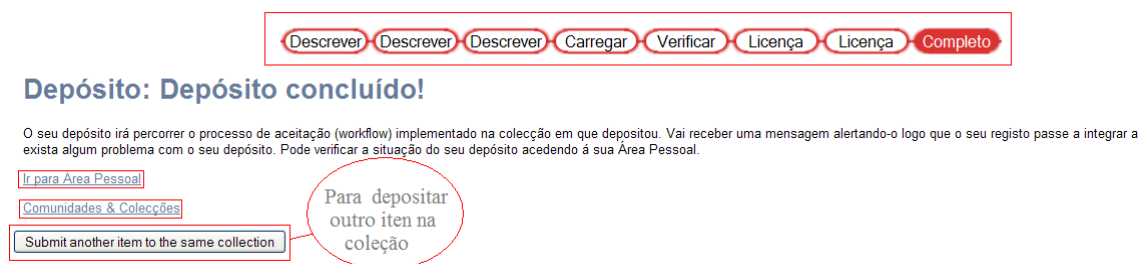 Descrever Descrever Descrever Carregar Verificar Licença Licença Completo
Depósito: Depósito concluído!
O seu depósito irá percorrer o processo de aceitação (workflow) implementado na colecção em que depositou. Vai receber uma mensagem alertando-o logo que o seu registo passe a integrar a
exista algum problema com o seu depósito. Pode verificar a situação do seu depósito acedendo á sua Área Pessoal.
Ir para Área Pessoal
Comunidades & Colecções
Submit another item to the same collection
Para depositar
outro iten na
coleção